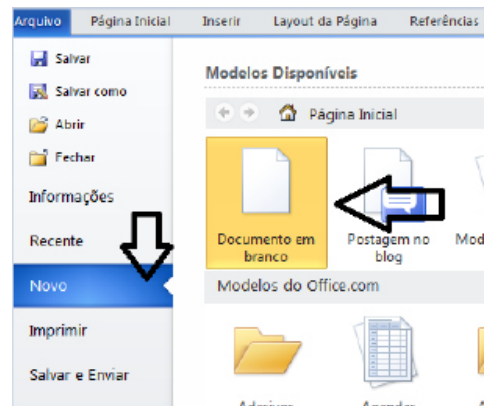 Arquivo Página Inicial Inserir Layout da Página Referências
Salvar
Salvar como
Abrir
Fechar
Informações
Recente
Novo
Imprimir
Salvar e Enviar
Modelos Disponíveis
Página Inicial
Documento em
branco
Postagem no
blog
Mod
Modelos do Office.com